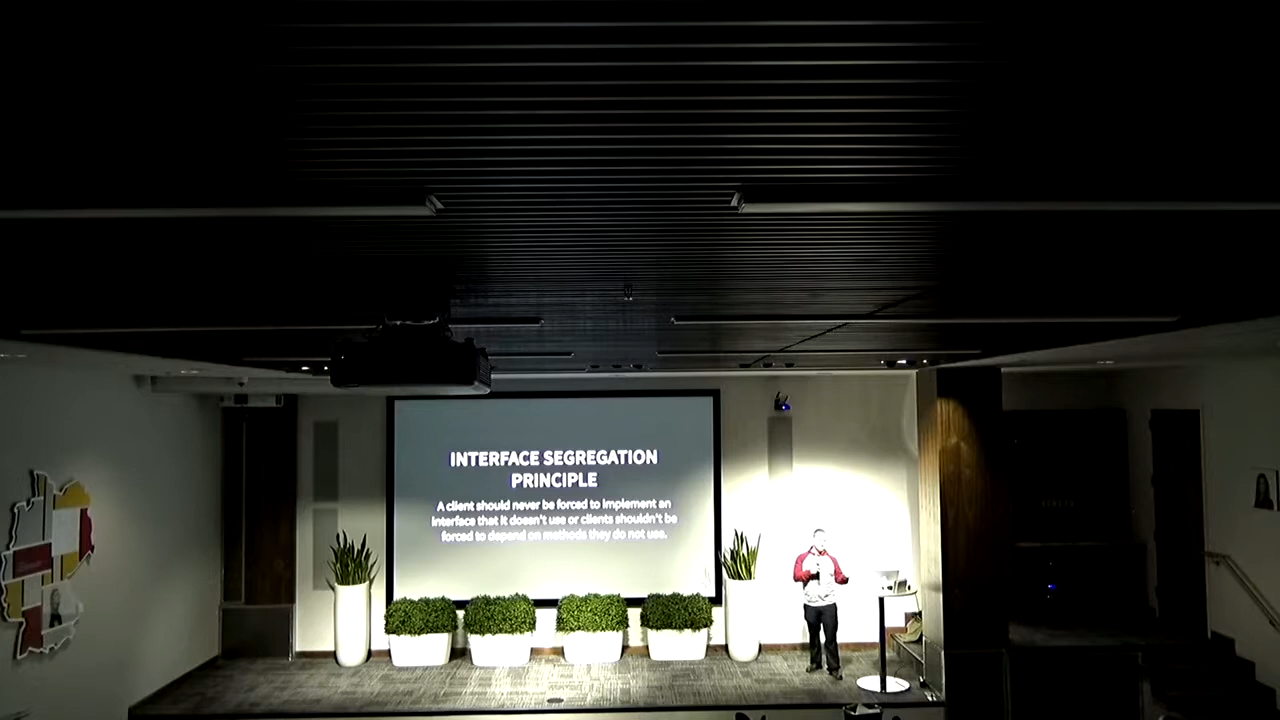 INTERFACE SEGREGATION
PRINCIPLE
A client should never be forced to implement an
interface that it doesn't use or clients shouldn't be
forced to depend on methods they do not use.